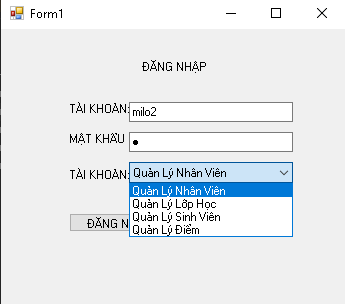 Form1
ĐĂNG NHẬP
TÀI KHOẢN:
milo2
MẬT KHẨU
TÀI KHOẢN:
Quản Lý Nhân Viên
Quản Lý Nhân Viên
Quản Lý Lớp Học
Quản Lý Sinh Viên
Quản Lý Điểm
ĐĂNG N